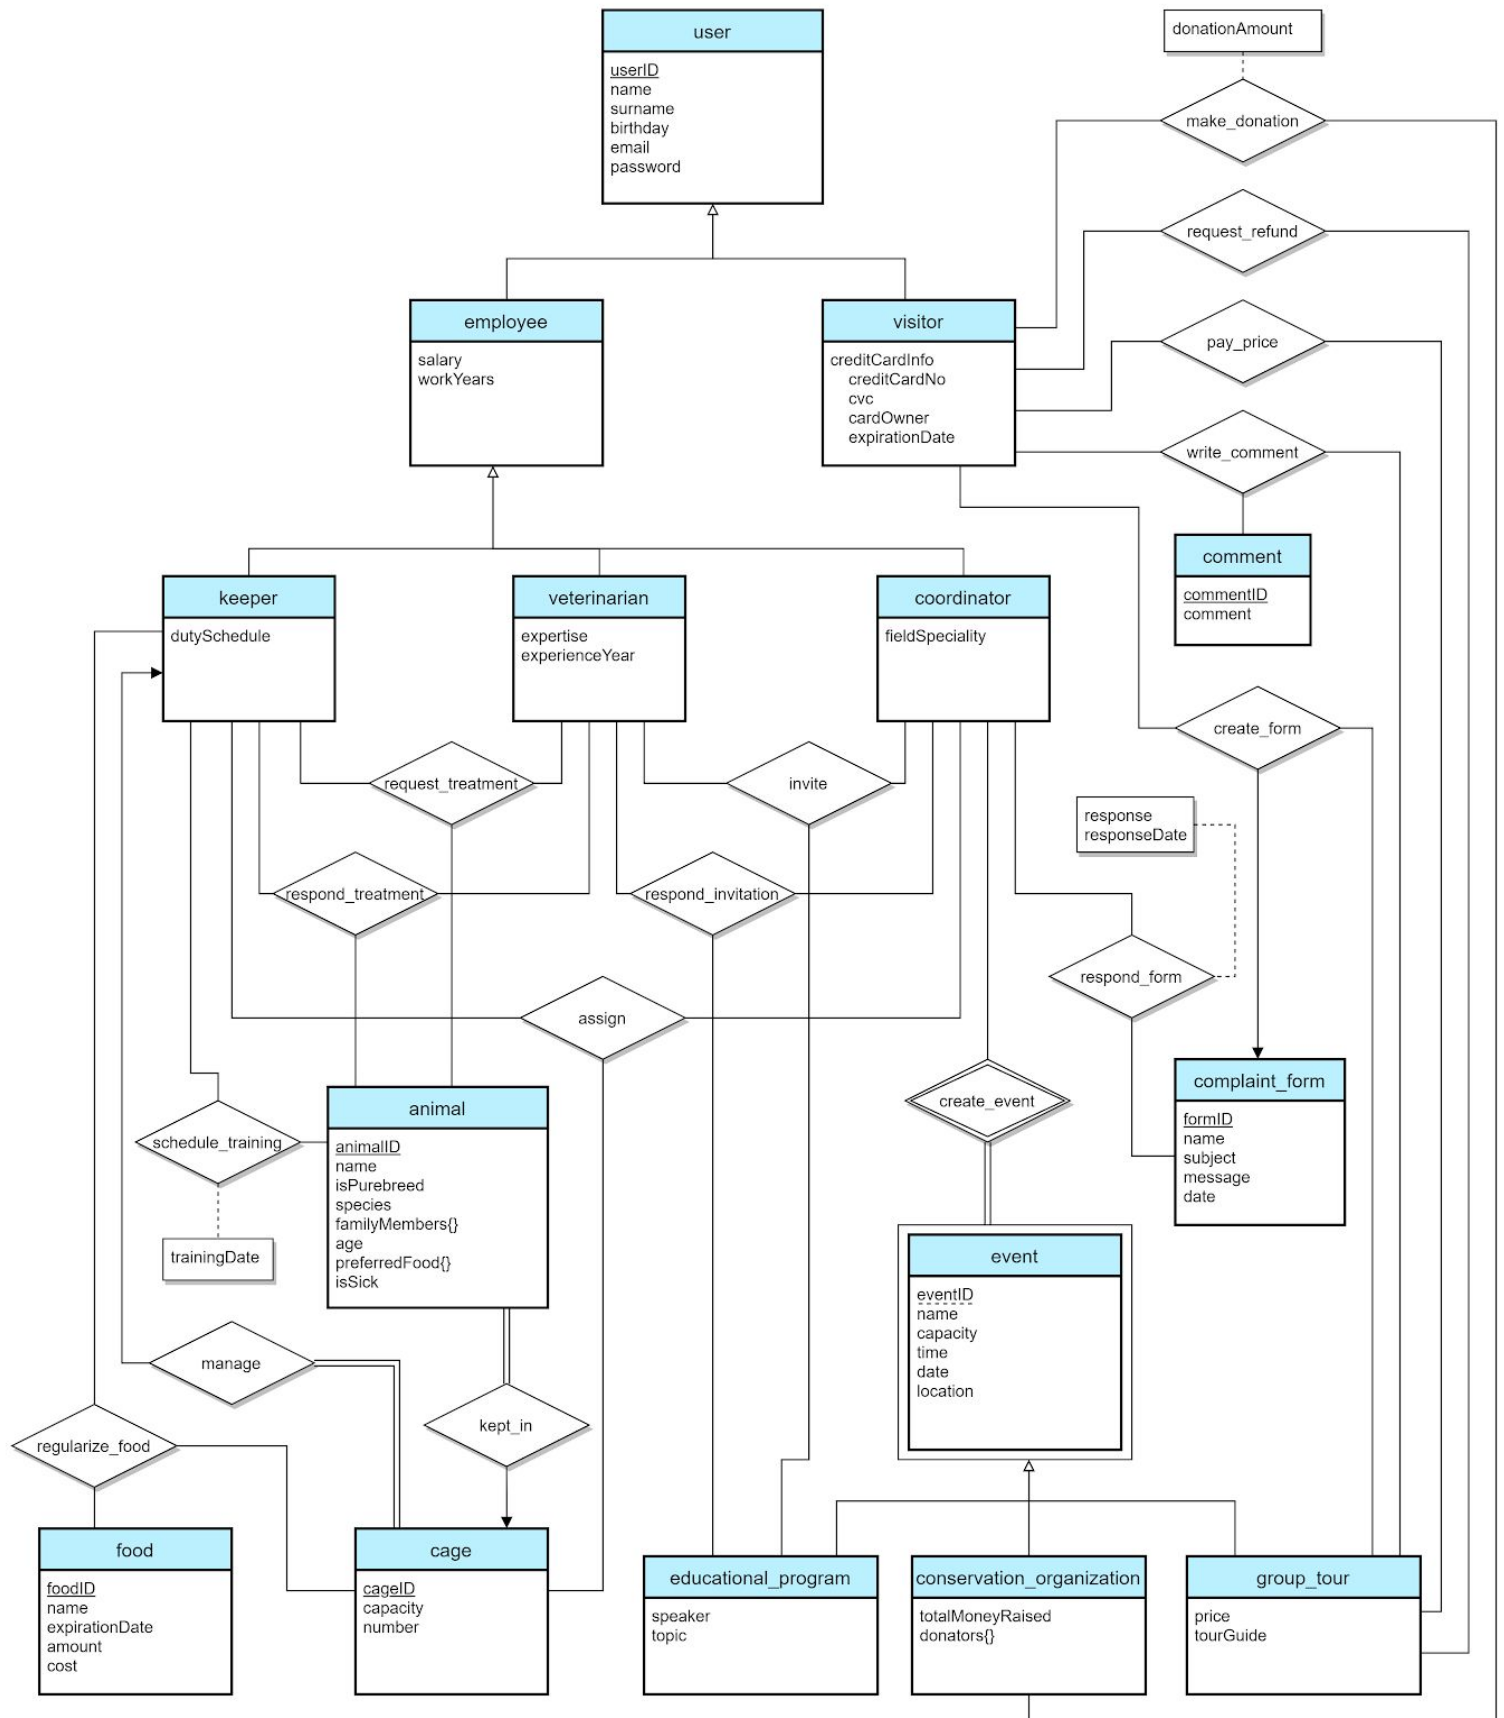 user
userID
name
surname
birthday
email
password
donationAmount
make_donation
request_refund
employee
salary
workYears
visitor
creditCardInfo
creditCardNo
cvc
cardOwner
expirationDate
pay_price
write_comment
comment
commentID
comment
keeper
dutySchedule
veterinarian
expertise
experienceYear
coordinator
fieldSpeciality
create_form
request_treatment
invite
response
responseDate
respond_treatment
respond_invitation
respond_form
assign
create_event
complaint_form
formID
name
subject
message
date
schedule_training
trainingDate
animal
animalID
name
isPurebreed
species
familyMembers{}
age
preferredFood{}
isSick
event
eventID
name
capacity
time
date
location
manage
kept_in
regularize_food
food
foodID
name
expirationDate
amount
cost
cage
cageID
capacity
number
educational_program
speaker
topic
conservation_organization
totalMoneyRaised
donators{}
group_tour
price
tourGuide